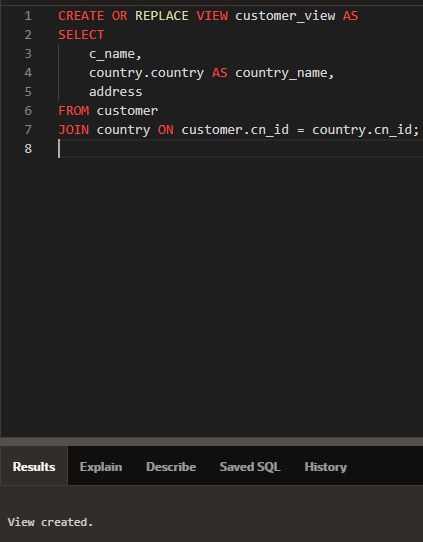 1 CREATE OR REPLACE VIEW customer_view AS
2 SELECT
3     c_name,
4     country.country AS country_name,
5     address
6 FROM customer
7 JOIN country ON customer.cn_id = country.cn_id;
8
Results Explain Describe Saved SQL History
View created.